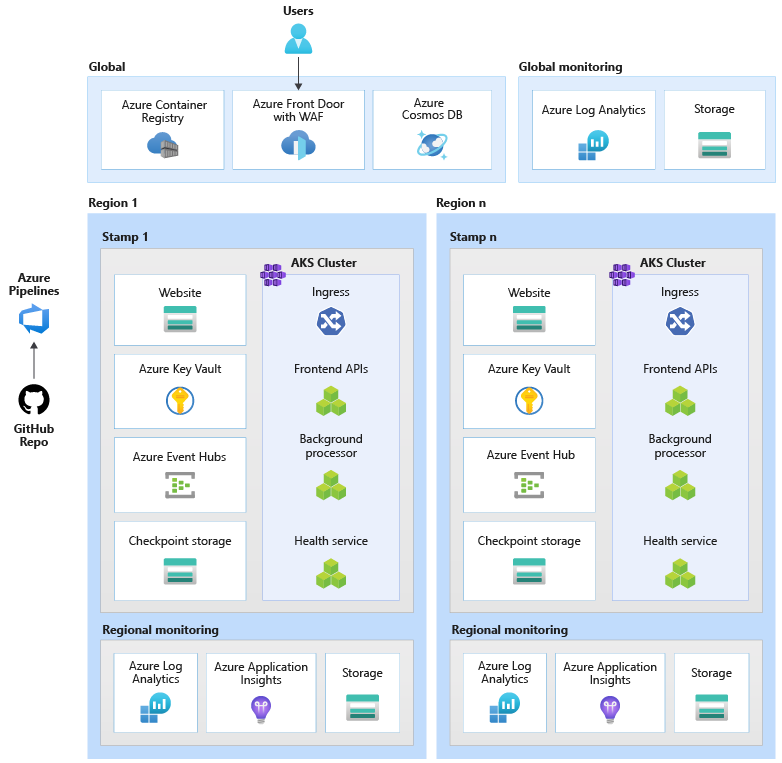 Users
Global
Azure Container
Registry
Azure Front Door
with WAF
Azure
Cosmos DB
Global monitoring
Azure Log Analytics
Storage
Azure
Pipelines
GitHub
Repo
Region 1
Stamp 1
AKS Cluster
Website
Azure Key Vault
Azure Event Hubs
Checkpoint storage
Ingress
Frontend APIs
Background
processor
Health service
Regional monitoring
Azure Log
Analytics
Azure Application
Insights
Storage
Region n
Stamp n
AKS Cluster
Website
Azure Key Vault
Azure Event Hub
Checkpoint storage
Ingress
Frontend APIs
Background
processor
Health service
Regional monitoring
Azure Log
Analytics
Azure Application
Insights
Storage